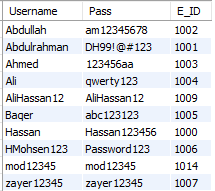 Username Pass E_ID
Abdullah am12345678 1002
Abdulrahman DH99!@#123 1001
Ahmed 123456aa 1003
Ali qwerty123 1004
AliHassan12 AliHassan12 1009
Baqer abc123123 1005
Hassan Hassan123456 1000
HMohsen123 Password123 1006
mod12345 mod12345 1014
zayer12345 zayer12345 1007